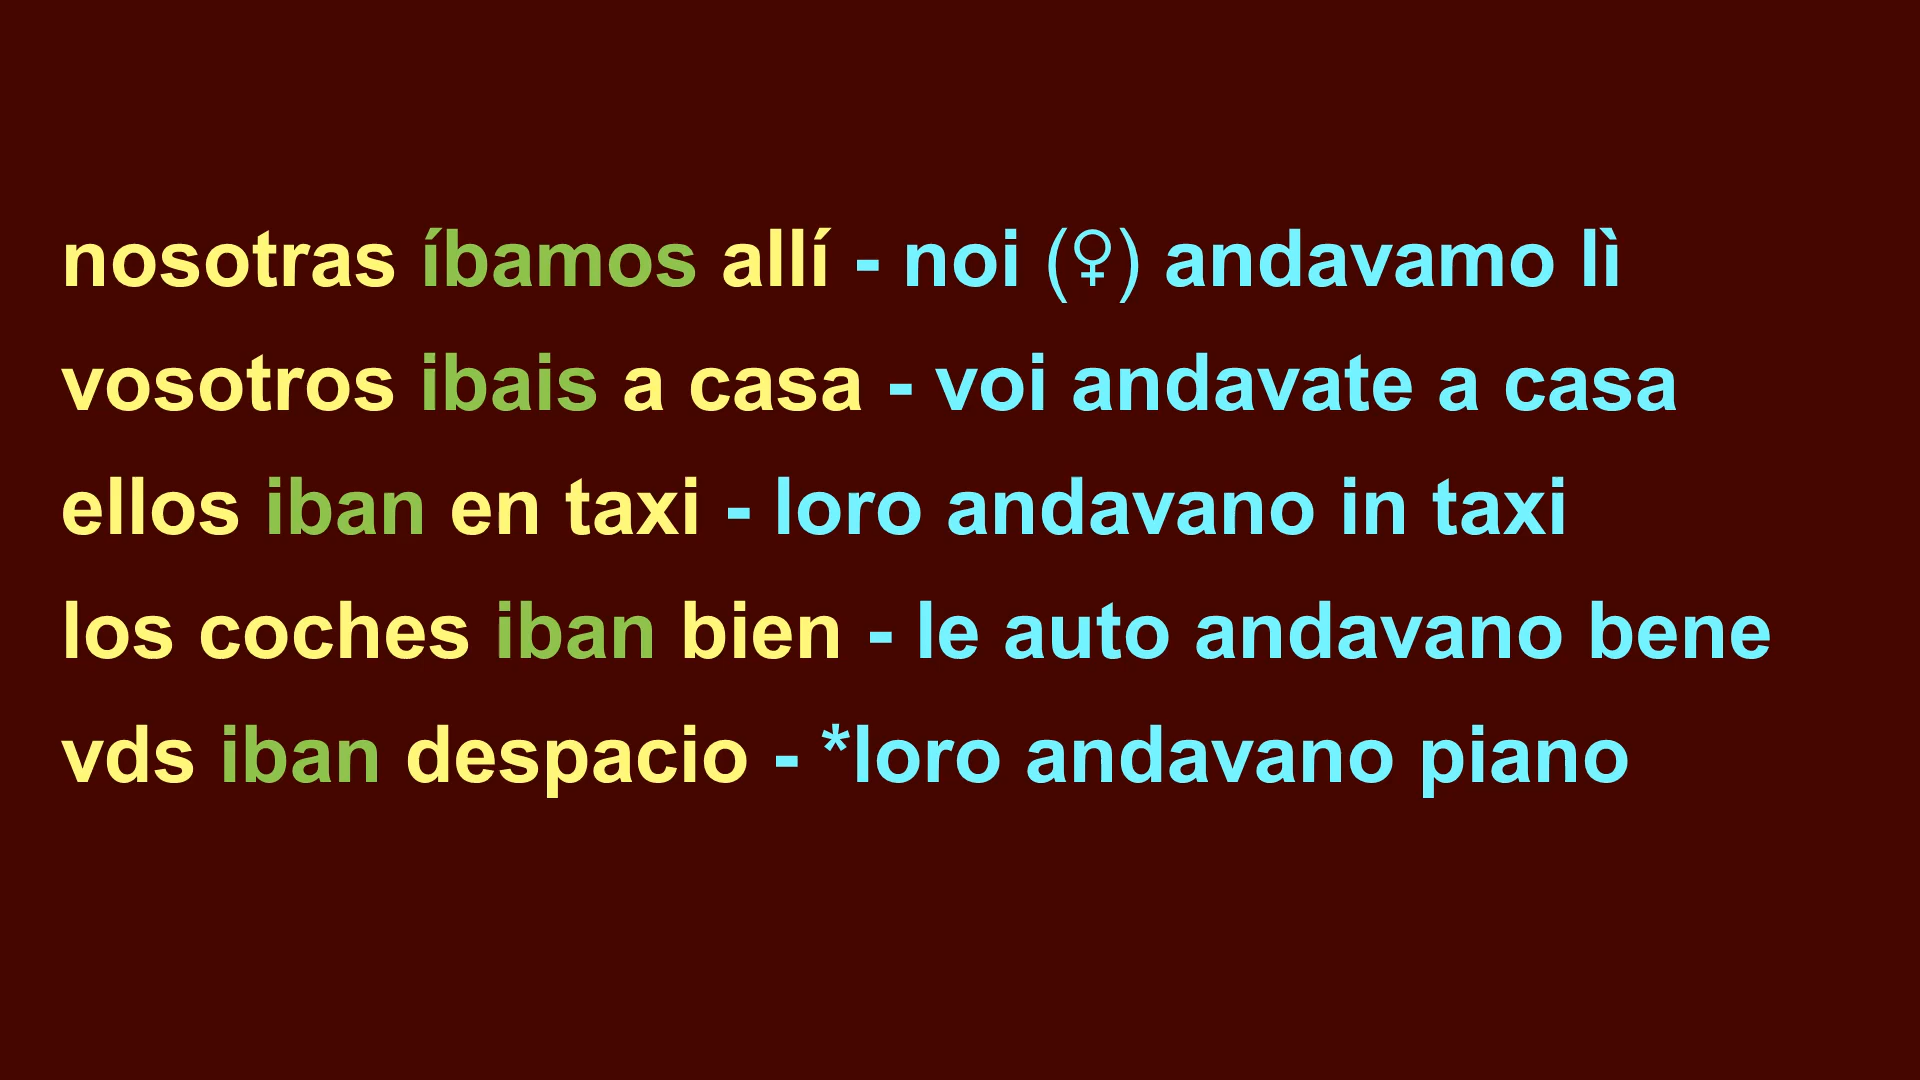 nosotras íbamos allí - noi (♀) andavamo lì
vosotros ibais a casa - voi andavate a casa
ellos iban en taxi - loro andavano in taxi
los coches iban bien - le auto andavano bene
vds iban despacio - *loro andavano piano